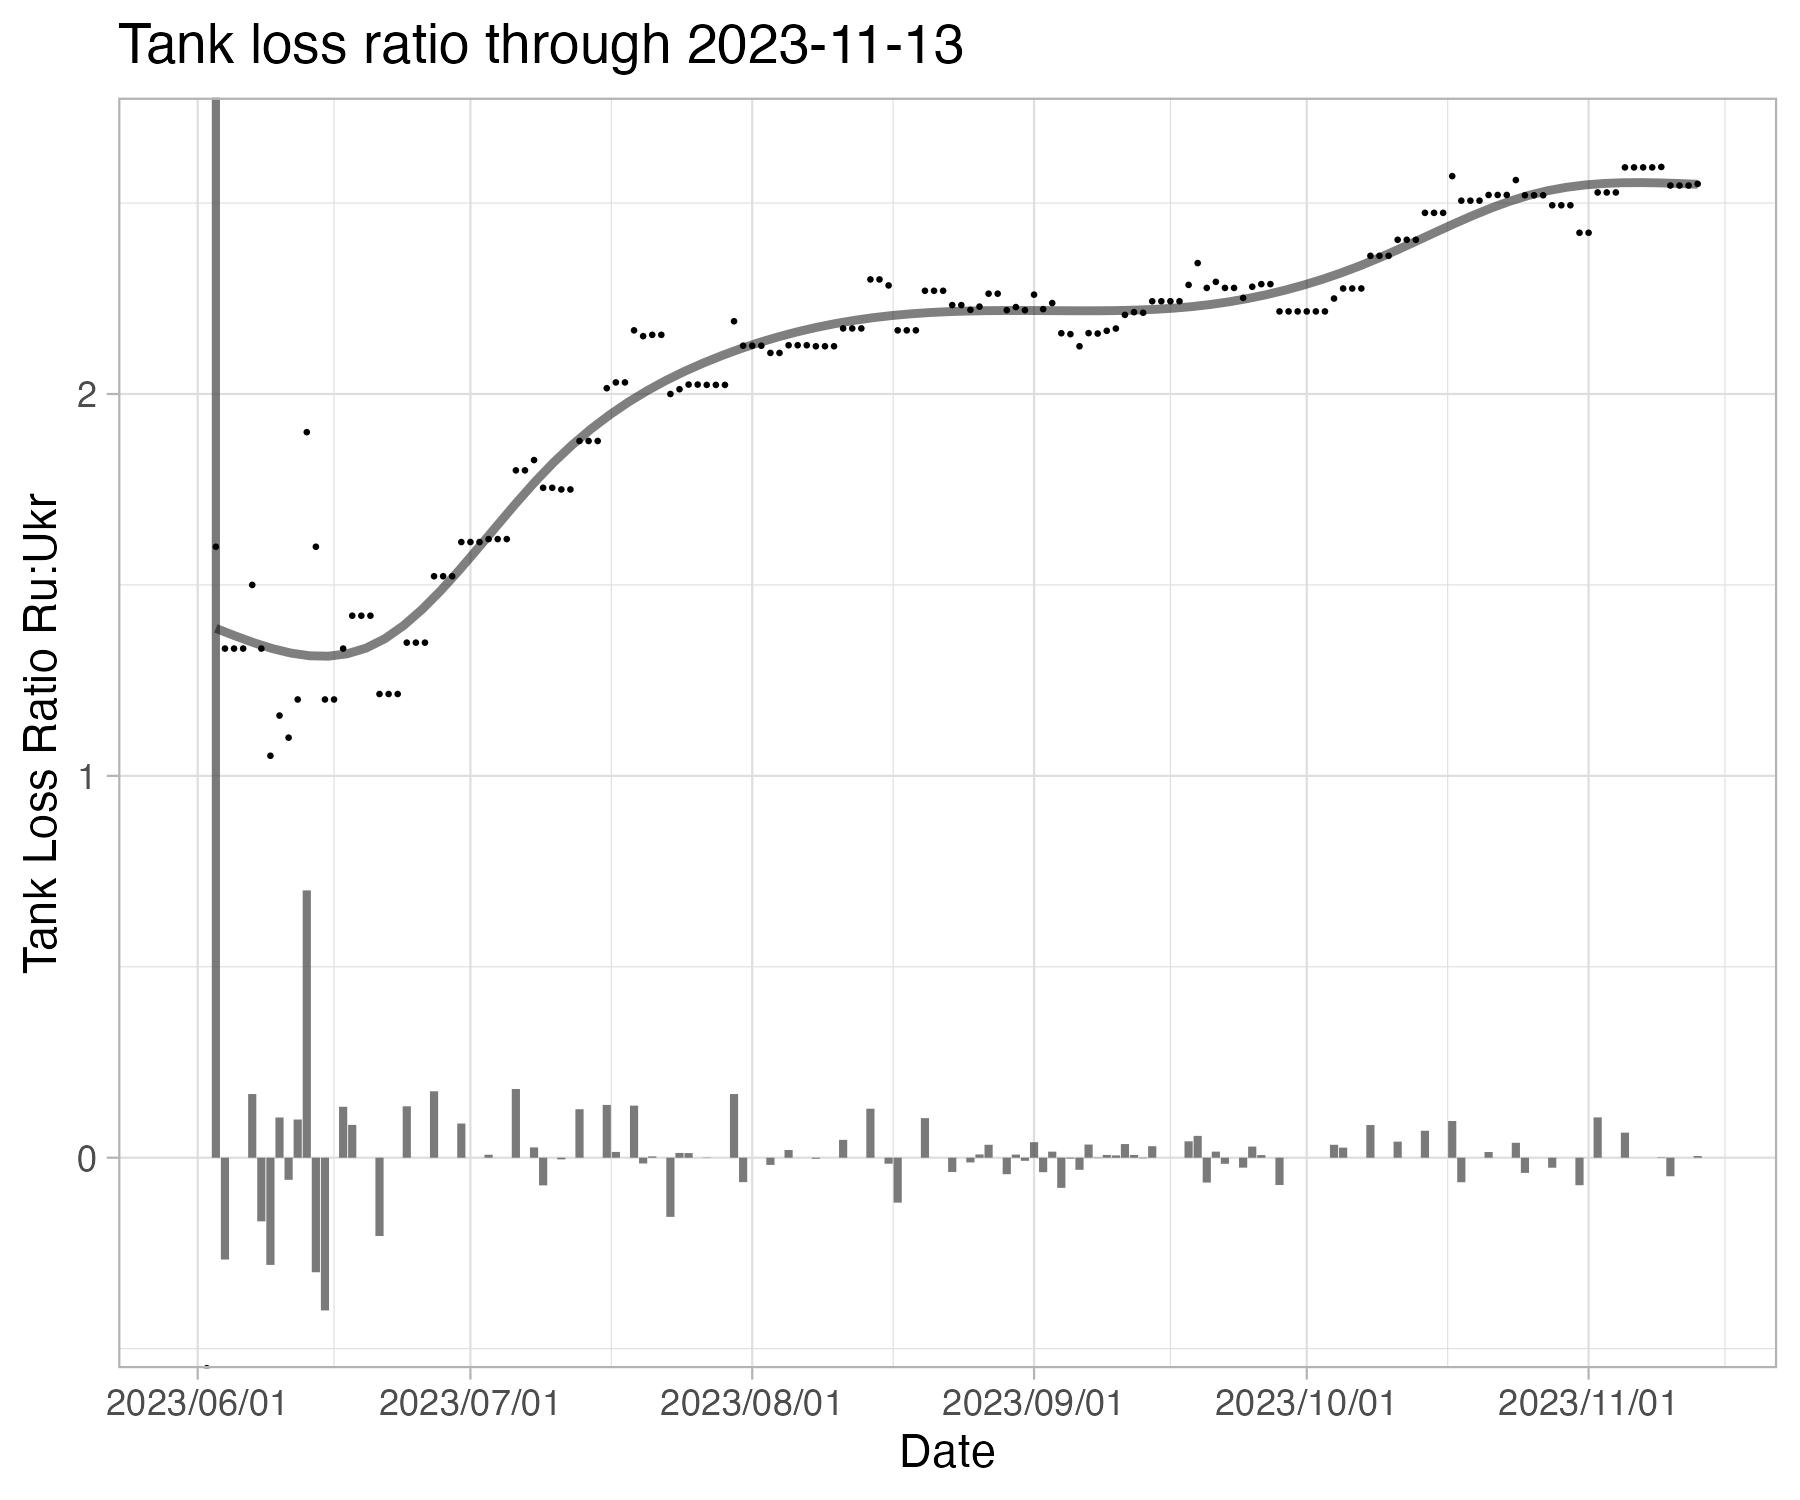 Tank loss ratio through 2023-11-13
Tank Loss Ratio Ru:Ukr
2
1
0
2023/06/01 2023/07/01 2023/08/01 2023/09/01 2023/10/01 2023/11/01
Date